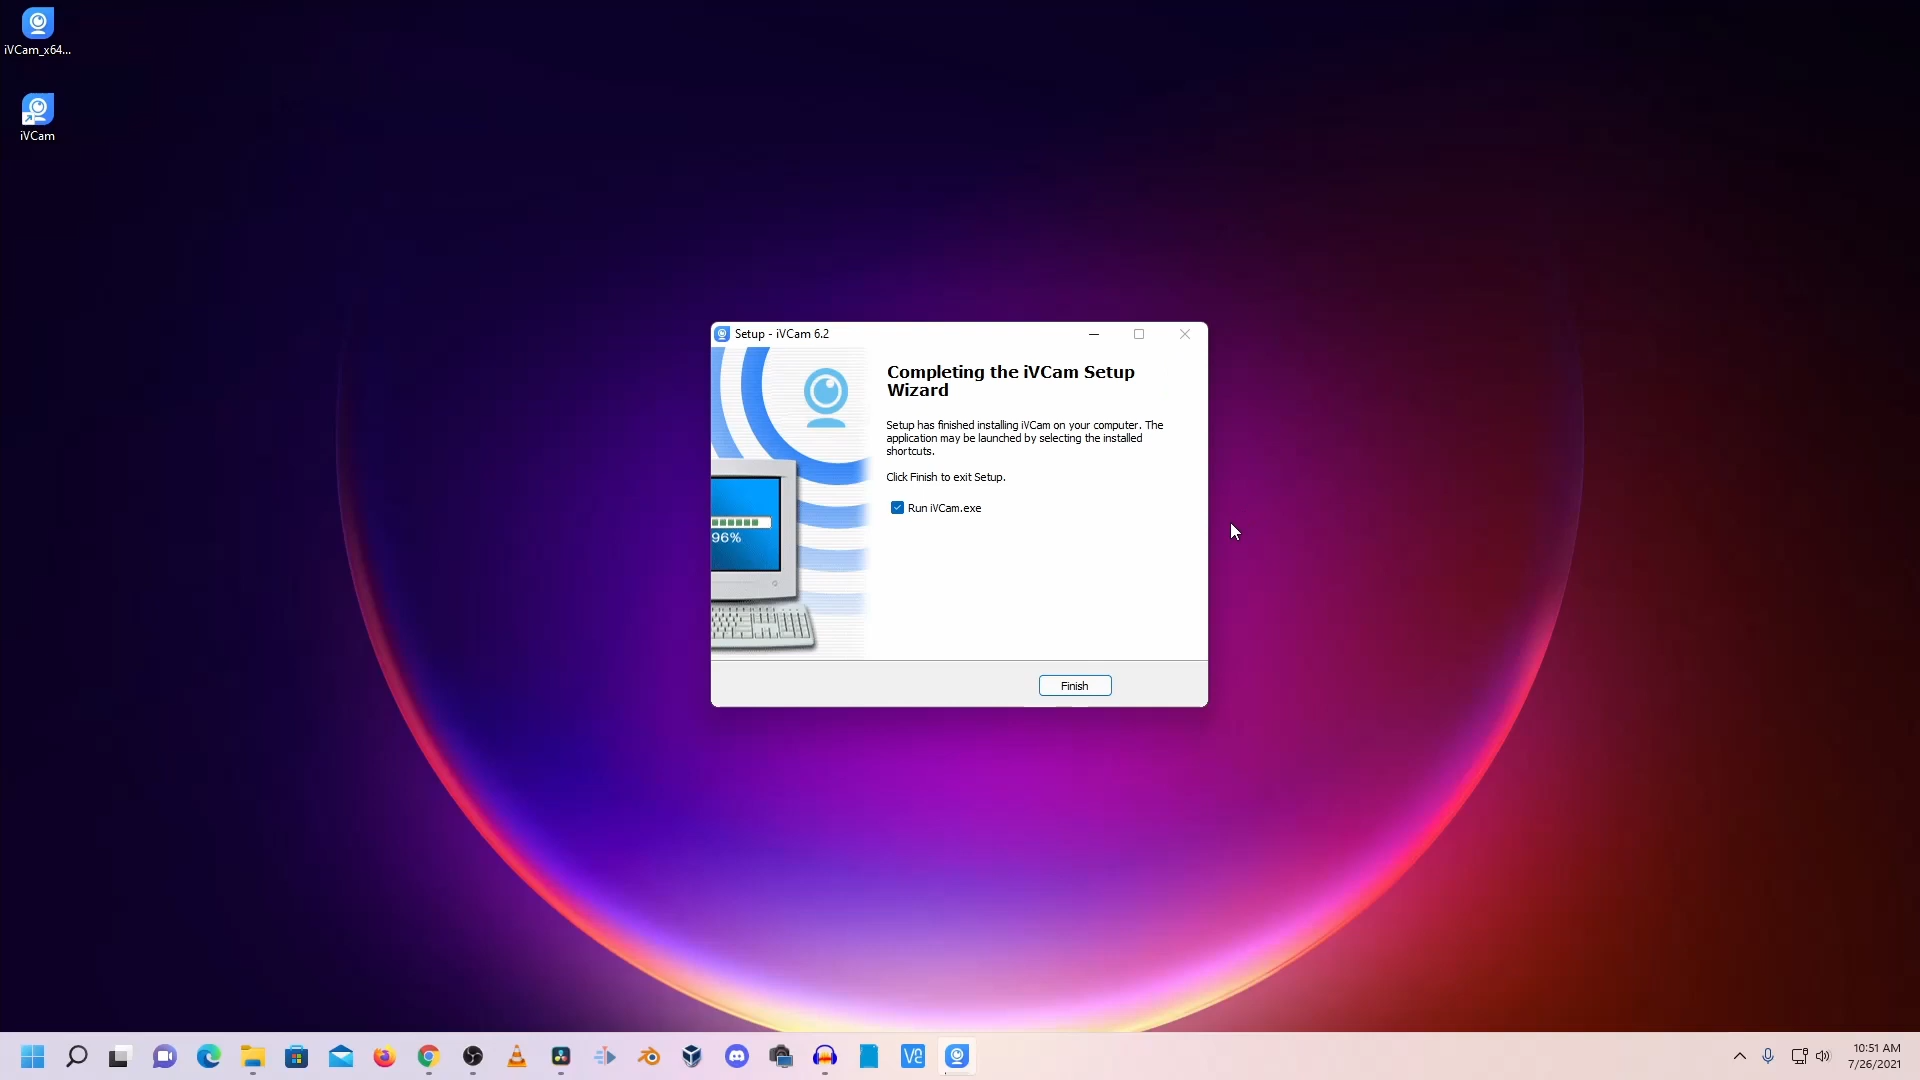 iVCam_x64...
iVCam
Setup - iVCam 6.2
Completing the iVCam Setup
Wizard
Setup has finished installing iVCam on your computer. The
application may be launched by selecting the installed
shortcuts.
Click Finish to exit Setup.
Run iVCam.exe
96%
Finish
V2
10:51 AM
7/26/2021